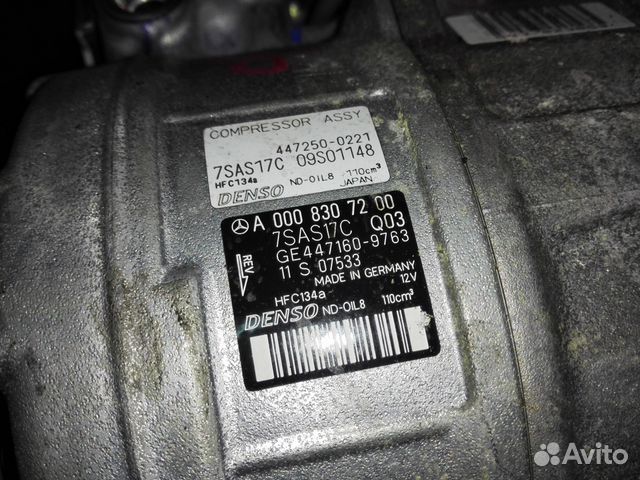 COMPRESSOR ASSY
447250-0221
7SAS17C 09S01148
HFC134a ND-OIL8 110cm³
DENSO JAPAN
A 000 830 72 00
7SAS17C Q03
GE447160-9763
11 S 07533
MADE IN GERMANY
REV
HFC134a 12V
DENSO ND-OIL8 110cm³
Avito